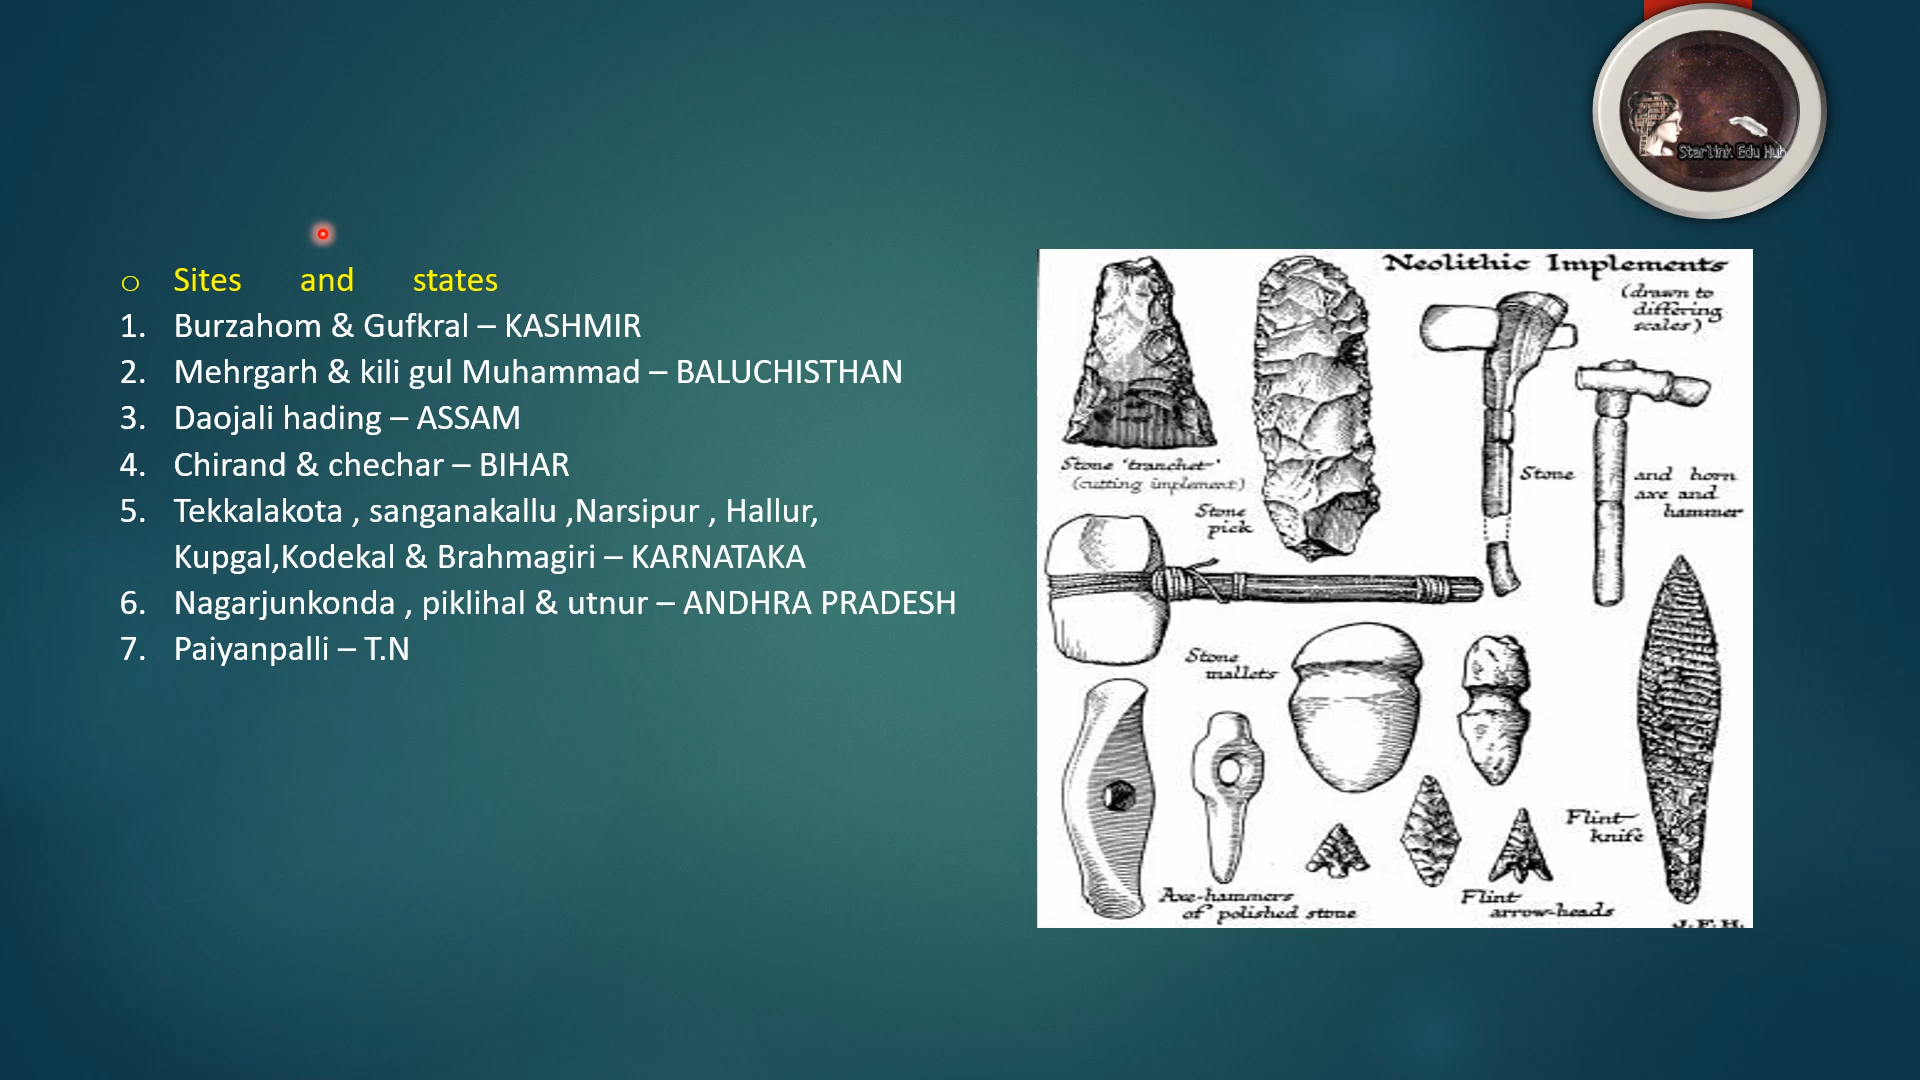 Starlink Edu Hub
o Sites and states
1. Burzahom & Gufkral – KASHMIR
2. Mehrgarh & kili gul Muhammad – BALUCHISTHAN
3. Daojali hading – ASSAM
4. Chirand & chechar – BIHAR
5. Tekkalakota , sanganakallu ,Narsipur , Hallur,
Kupgal,Kodekal & Brahmagiri – KARNATAKA
6. Nagarjunkonda , piklihal & utnur – ANDHRA PRADESH
7. Paiyanpalli – T.N
Neolithic Implements
(drawn to
differing
scales)
Stone 'tranchet'
(cutting implement)
Stone
pick
Stone and horn
axe and
hammer
Stone
mallets
Flint
knife
Axe-hammers
of polished stone
Flint
arrow-heads
J.F.H.